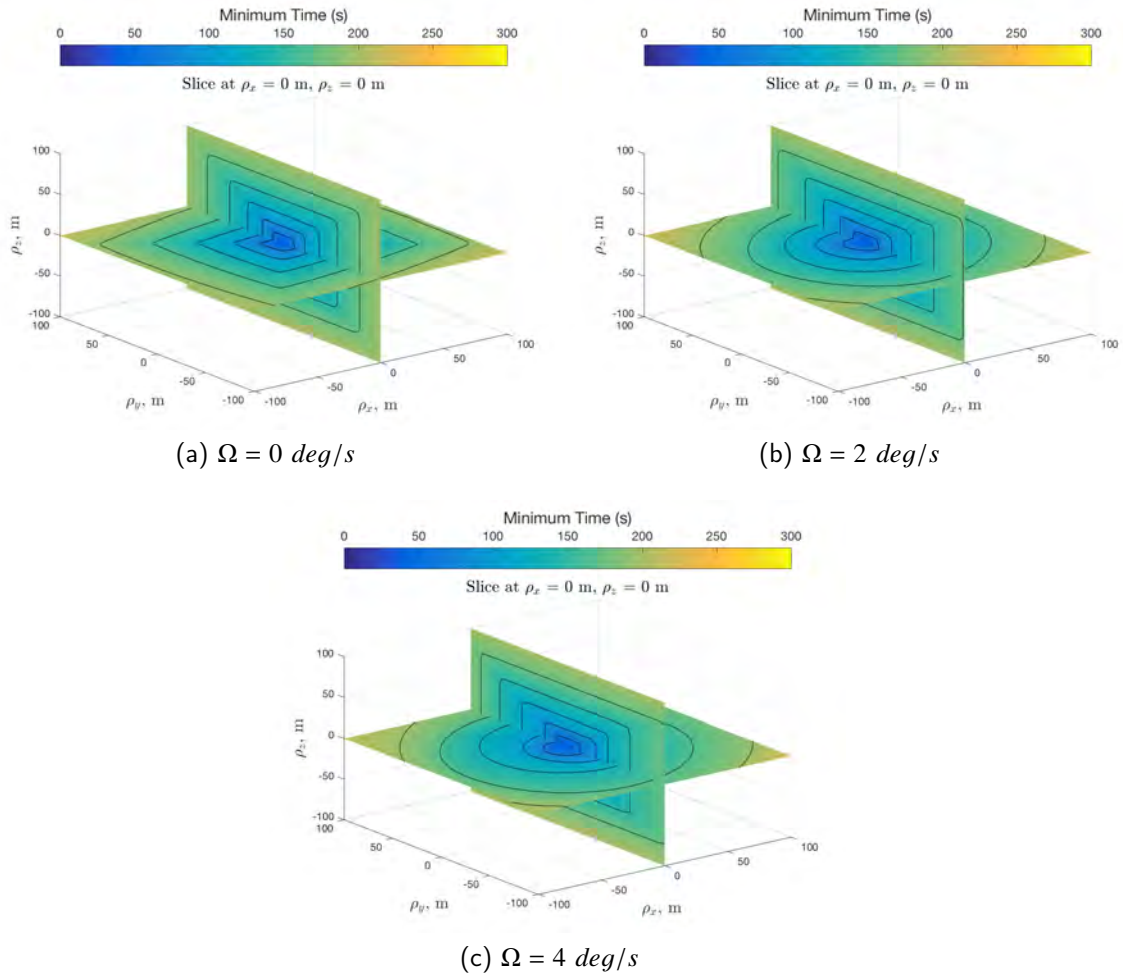 Minimum Time (s)
0 50 100 150 200 250 300
Slice at ρx = 0 m, ρz = 0 m
100
50
0
-50
-100
ρz, m
100 50 0 -50 -100
ρy, m
-100 -50 0 50 100
ρx, m
(a) Ω = 0 deg/s
Minimum Time (s)
0 50 100 150 200 250 300
Slice at ρx = 0 m, ρz = 0 m
100
50
0
-50
-100
ρz, m
100 50 0 -50 -100
ρy, m
-100 -50 0 50 100
ρx, m
(b) Ω = 2 deg/s
Minimum Time (s)
0 50 100 150 200 250 300
Slice at ρx = 0 m, ρz = 0 m
100
50
0
-50
-100
ρz, m
100 50 0 -50 -100
ρy, m
-100 -50 0 50 100
ρx, m
(c) Ω = 4 deg/s